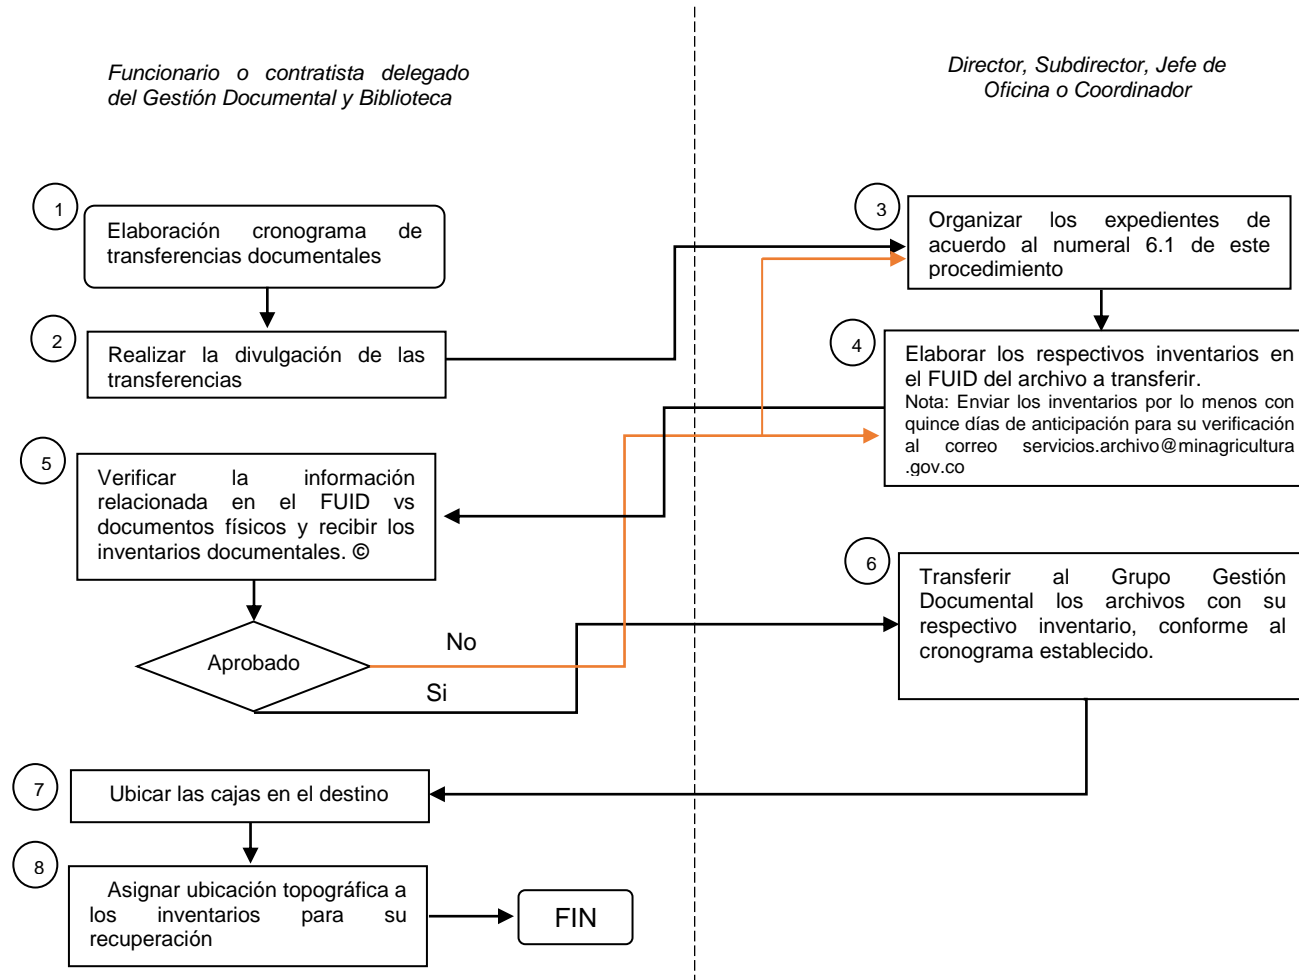 Funcionario o contratista delegado
del Gestión Documental y Biblioteca
Director, Subdirector, Jefe de
Oficina o Coordinador
1
Elaboración cronograma de
transferencias documentales
2
Realizar la divulgación de las
transferencias
3
Organizar los expedientes de
acuerdo al numeral 6.1 de este
procedimiento
4
Elaborar los respectivos inventarios en
el FUID del archivo a transferir.
Nota: Enviar los inventarios por lo menos con
quince días de anticipación para su verificación
al correo servicios.archivo@minagricultura
.gov.co
5
Verificar la información
relacionada en el FUID vs
documentos físicos y recibir los
inventarios documentales. ©
Aprobado
No
Si
6
Transferir al Grupo Gestión
Documental los archivos con su
respectivo inventario, conforme al
cronograma establecido.
7
Ubicar las cajas en el destino
8
Asignar ubicación topográfica a
los inventarios para su
recuperación
FIN